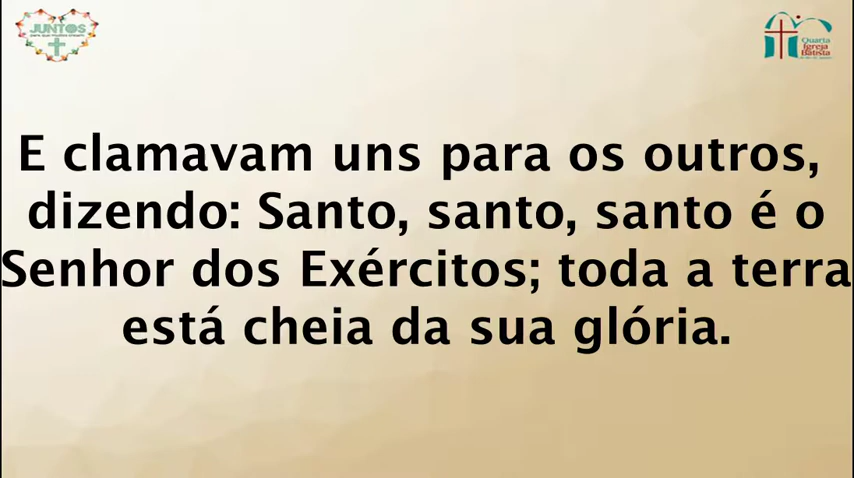 JUNTOS
Quarta
Igreja
Batista
E clamavam uns para os outros,
dizendo: Santo, santo, santo é o
Senhor dos Exércitos; toda a terra
está cheia da sua glória.